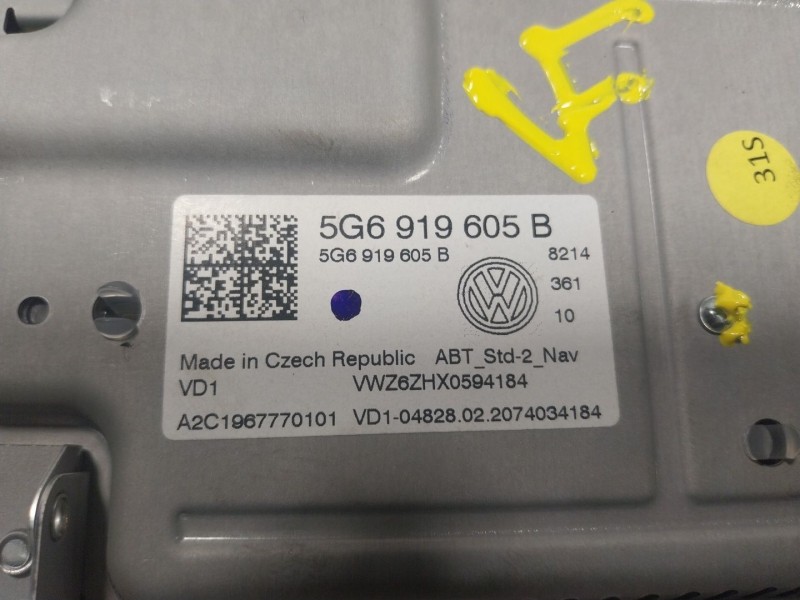 31S
5G6 919 605 B
5G6 919 605 B
8214
361
10
Made in Czech Republic ABT_Std-2_Nav
VD1 VWZ6ZHX0594184
A2C1967770101 VD1-04828.02.2074034184